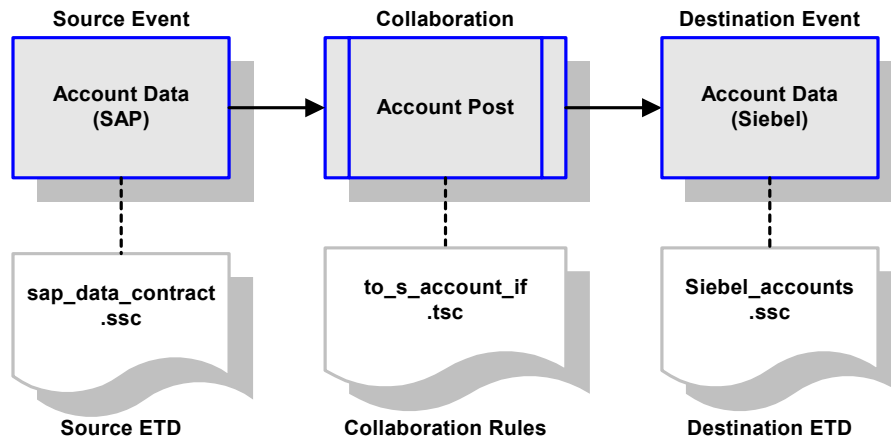 Source Event
Collaboration
Destination Event
Account Data
(SAP)
Account Post
Account Data
(Siebel)
sap_data_contract
.ssc
to_s_account_if
.tsc
Siebel_accounts
.ssc
Source ETD
Collaboration Rules
Destination ETD